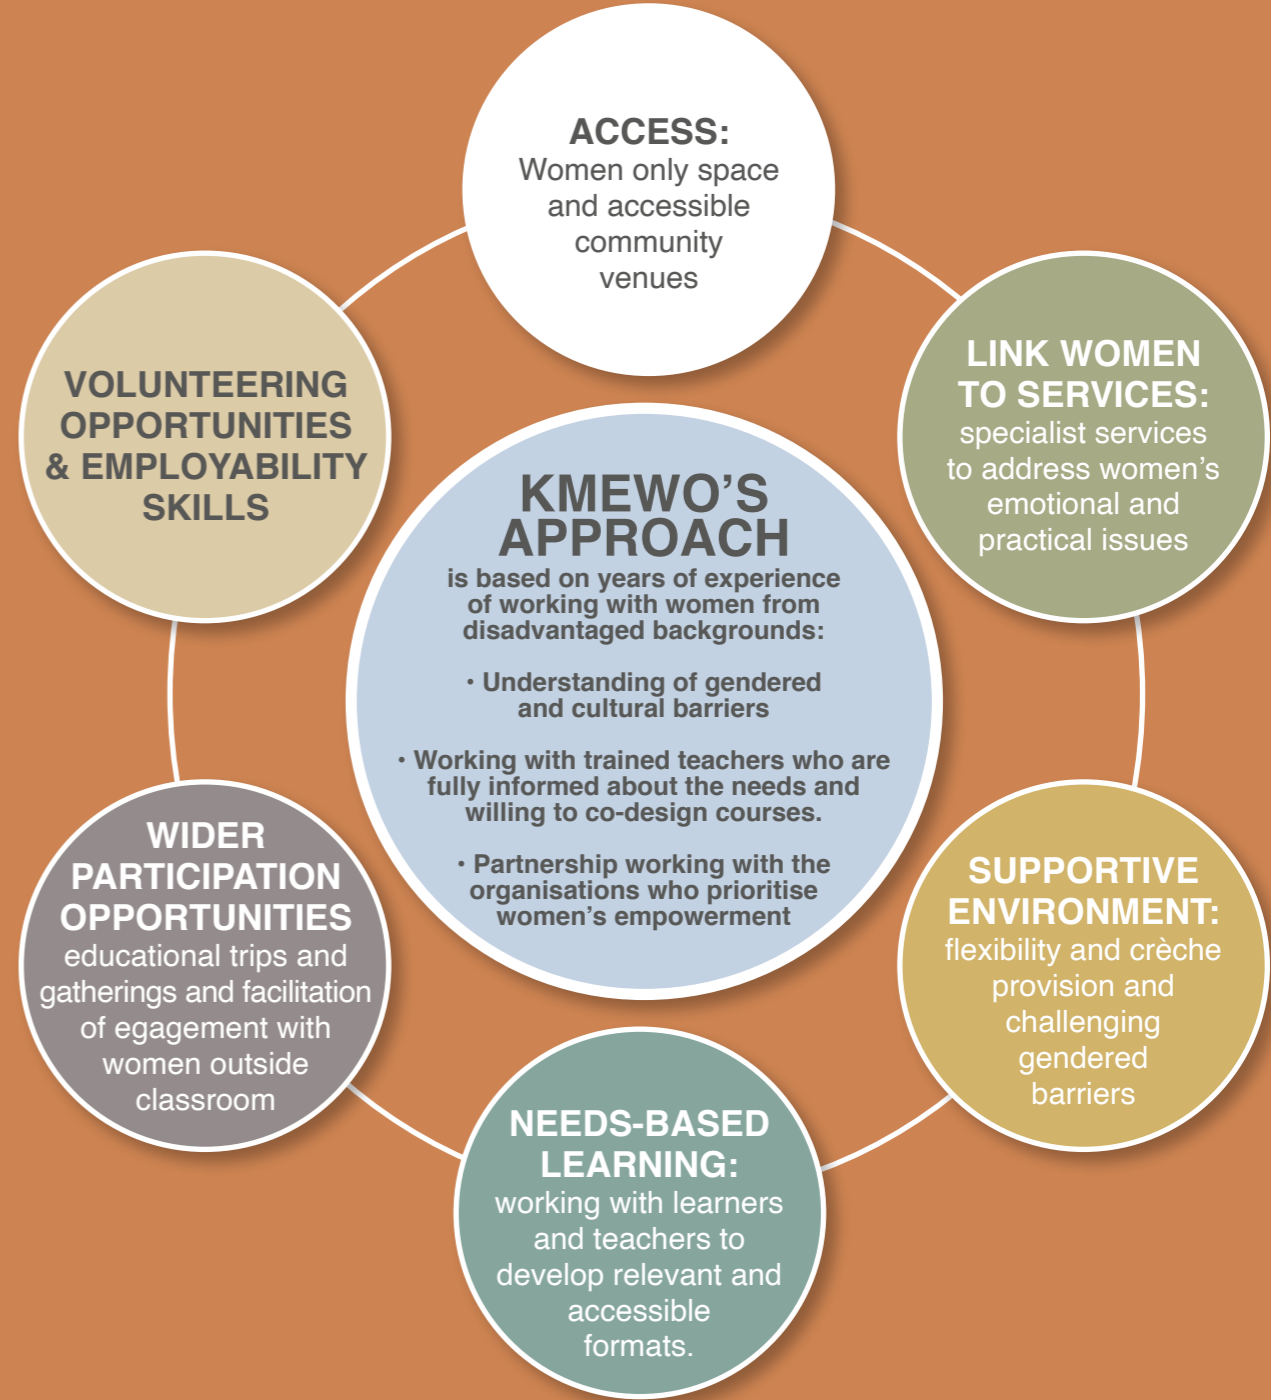 ACCESS:
Women only space
and accessible
community
venues
LINK WOMEN
TO SERVICES:
specialist services
to address women’s
emotional and
practical issues
SUPPORTIVE
ENVIRONMENT:
flexibility and crèche
provision and
challenging
gendered
barriers
NEEDS-BASED
LEARNING:
working with learners
and teachers to
develop relevant and
accessible
formats.
WIDER
PARTICIPATION
OPPORTUNITIES
educational trips and
gatherings and facilitation
of egagement with
women outside
classroom
VOLUNTEERING
OPPORTUNITIES
& EMPLOYABILITY
SKILLS
KMEWO’S
APPROACH
is based on years of experience
of working with women from
disadvantaged backgrounds:
• Understanding of gendered
and cultural barriers
• Working with trained teachers who are
fully informed about the needs and
willing to co-design courses.
• Partnership working with the
organisations who prioritise
women’s empowerment